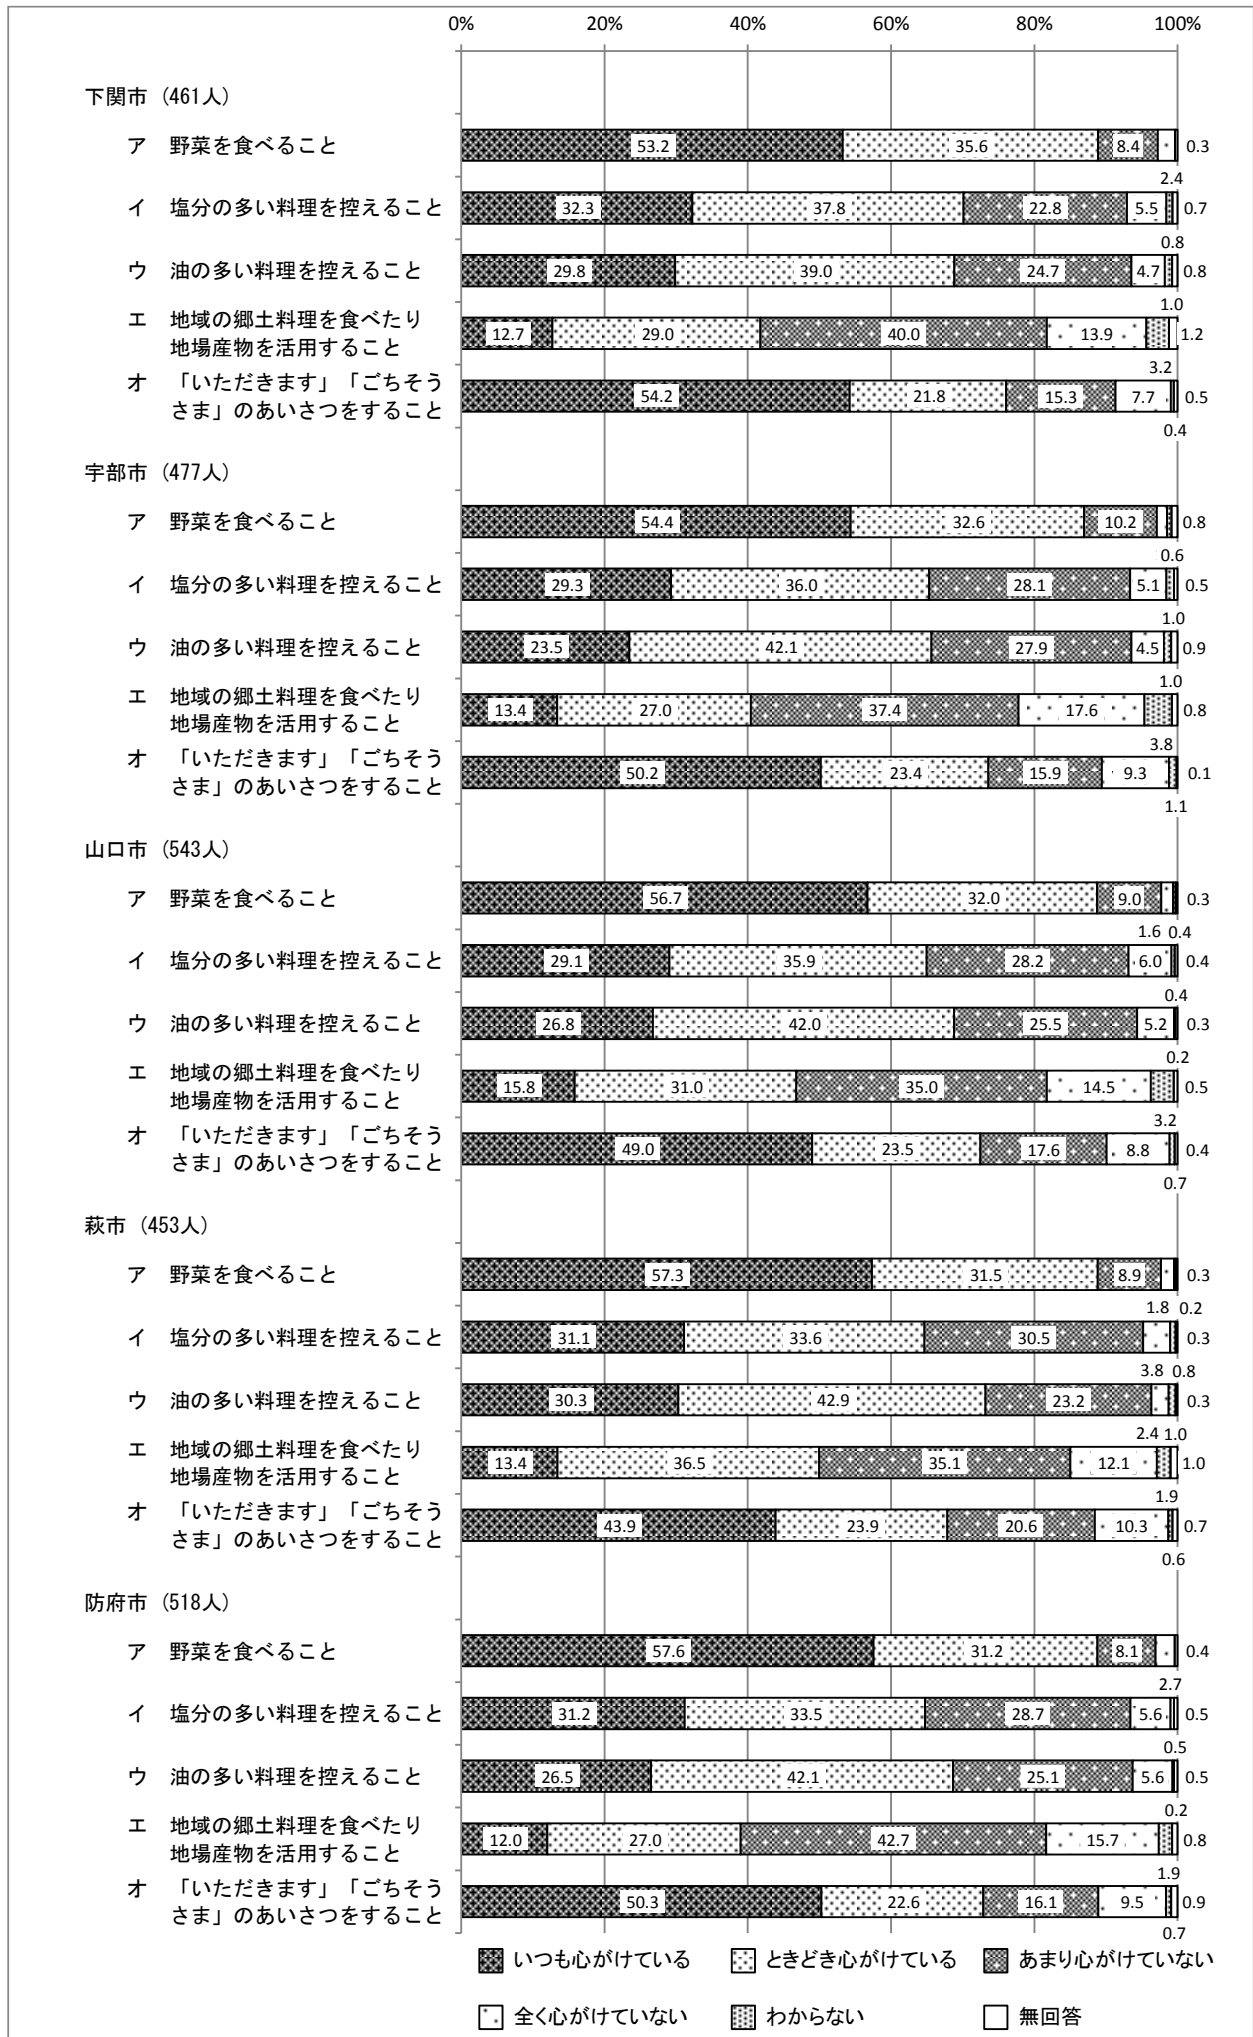 0% 20% 40% 60% 80% 100%
下関市 (461人)
ア 野菜を食べること 53.2 35.6 8.4 0.3
2.4
イ 塩分の多い料理を控えること 32.3 37.8 22.8 5.5 0.7
0.8
ウ 油の多い料理を控えること 29.8 39.0 24.7 4.7 0.8
1.0
エ 地域の郷土料理を食べたり
地場産物を活用すること 12.7 29.0 40.0 13.9 1.2
3.2
オ 「いただきます」「ごちそう
さま」のあいさつをすること 54.2 21.8 15.3 7.7 0.5
0.4
宇部市 (477人)
ア 野菜を食べること 54.4 32.6 10.2 0.8
0.6
イ 塩分の多い料理を控えること 29.3 36.0 28.1 5.1 0.5
1.0
ウ 油の多い料理を控えること 23.5 42.1 27.9 4.5 0.9
1.0
エ 地域の郷土料理を食べたり
地場産物を活用すること 13.4 27.0 37.4 17.6 0.8
3.8
オ 「いただきます」「ごちそう
さま」のあいさつをすること 50.2 23.4 15.9 9.3 0.1
1.1
山口市 (543人)
ア 野菜を食べること 56.7 32.0 9.0 0.3
1.6 0.4
イ 塩分の多い料理を控えること 29.1 35.9 28.2 6.0 0.4
0.4
ウ 油の多い料理を控えること 26.8 42.0 25.5 5.2 0.3
0.2
エ 地域の郷土料理を食べたり
地場産物を活用すること 15.8 31.0 35.0 14.5 0.5
3.2
オ 「いただきます」「ごちそう
さま」のあいさつをすること 49.0 23.5 17.6 8.8 0.4
0.7
萩市 (453人)
ア 野菜を食べること 57.3 31.5 8.9 0.3
1.8 0.2
イ 塩分の多い料理を控えること 31.1 33.6 30.5 0.3
3.8 0.8
ウ 油の多い料理を控えること 30.3 42.9 23.2 0.3
2.4 1.0
エ 地域の郷土料理を食べたり
地場産物を活用すること 13.4 36.5 35.1 12.1 1.0
1.9
オ 「いただきます」「ごちそう
さま」のあいさつをすること 43.9 23.9 20.6 10.3 0.7
0.6
防府市 (518人)
ア 野菜を食べること 57.6 31.2 8.1 0.4
2.7
イ 塩分の多い料理を控えること 31.2 33.5 28.7 5.6 0.5
0.5
ウ 油の多い料理を控えること 26.5 42.1 25.1 5.6 0.5
0.2
エ 地域の郷土料理を食べたり
地場産物を活用すること 12.0 27.0 42.7 15.7 0.8
1.9
オ 「いただきます」「ごちそう
さま」のあいさつをすること 50.3 22.6 16.1 9.5 0.9
0.7
いつも心がけている ときどき心がけている あまり心がけていない
全く心がけていない わからない 無回答